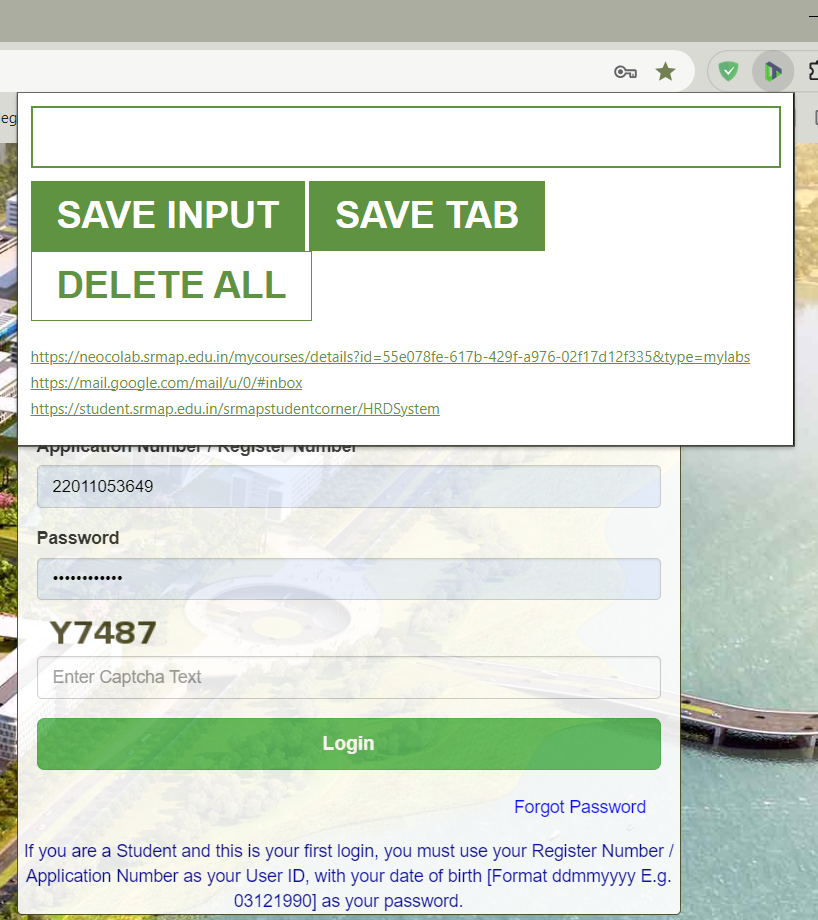 eg
SAVE INPUT
SAVE TAB
DELETE ALL
https://neocolab.srmap.edu.in/mycourses/details?id=55e078fe-617b-429f-a976-02f17d12f335&type=mylabs
https://mail.google.com/mail/u/0/#inbox
https://student.srmap.edu.in/srmapstudentcorner/HRDSystem
Application Number / Register Number
22011053649
Password
••••••••••••
Y7487
Enter Captcha Text
Login
Forgot Password
If you are a Student and this is your first login, you must use your Register Number /
Application Number as your User ID, with your date of birth [Format ddmmyyyy E.g.
03121990] as your password.